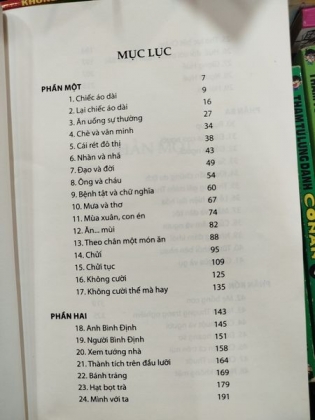 MỤC LỤC
PHẦN MỘT 7
1. Chiếc áo dài 9
2. Lại chiếc áo dài 16
3. Ăn uống sự thường 27
4. Chè và văn minh 34
5. Cái rét đô thị 38
6. Nhàn và nhã 43
7. Đạo và đời 49
8. Ông và cháu 54
9. Bệnh tật và chữ nghĩa 60
10. Mưa và thơ 67
11. Mùa xuân, con én 74
12. Ăn... mùi 82
13. Theo chân một món ăn 88
14. Chửi 95
15. Chửi tục 109
16. Không cười 125
17. Không cười thế mà hay 135
PHẦN HAI 143
18. Anh Bình Định 145
19. Người Bình Định 151
20. Xem tướng nhà 158
21. Thành tích trên đầu lưỡi 164
22. Bánh tráng 169
23. Hạt bọt trà 179
24. Mình với ta 191
THÁM TỬ LỪNG DANH
CONAN